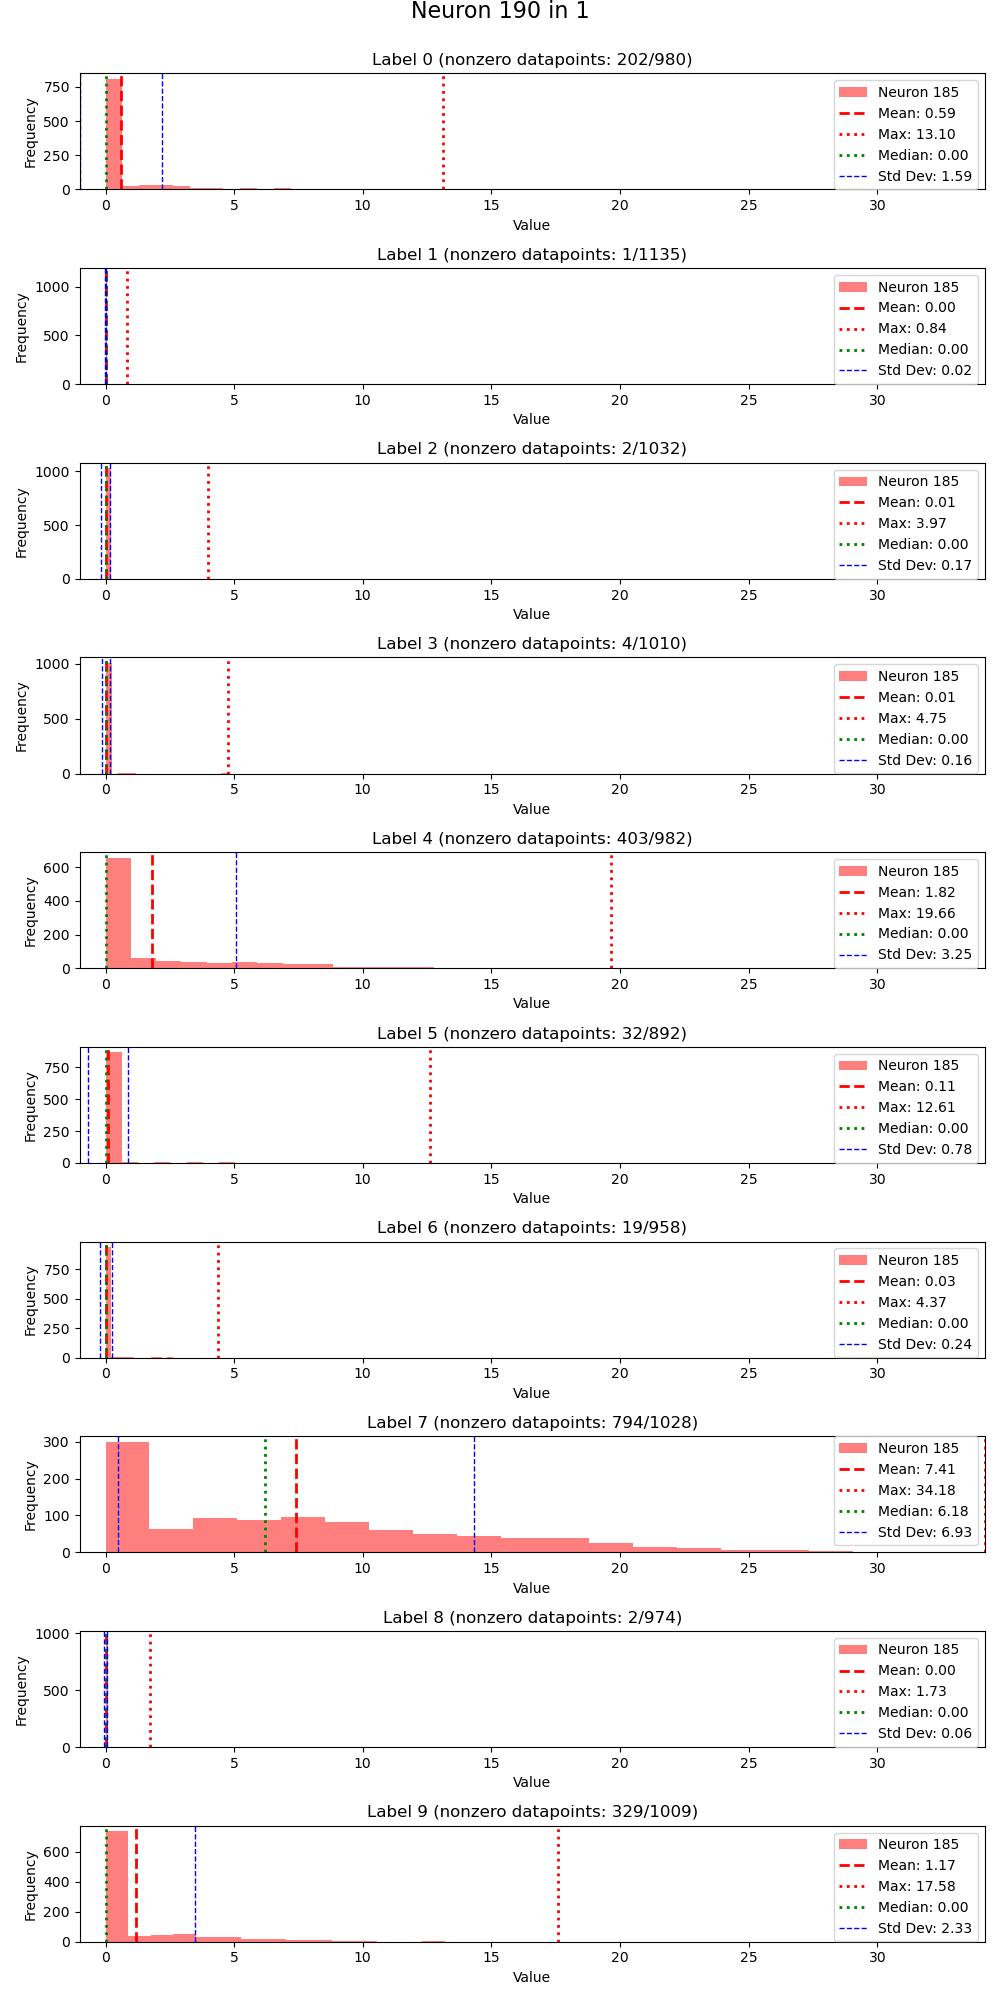 Neuron 190 in 1
Label 0 (nonzero datapoints: 202/980)
Frequency
750
500
250
0
Neuron 185
Mean: 0.59
Max: 13.10
Median: 0.00
Std Dev: 1.59
0 5 10 15 20 25 30
Value
Label 1 (nonzero datapoints: 1/1135)
Frequency
1000
500
0
Neuron 185
Mean: 0.00
Max: 0.84
Median: 0.00
Std Dev: 0.02
0 5 10 15 20 25 30
Value
Label 2 (nonzero datapoints: 2/1032)
Frequency
1000
500
0
Neuron 185
Mean: 0.01
Max: 3.97
Median: 0.00
Std Dev: 0.17
0 5 10 15 20 25 30
Value
Label 3 (nonzero datapoints: 4/1010)
Frequency
1000
500
0
Neuron 185
Mean: 0.01
Max: 4.75
Median: 0.00
Std Dev: 0.16
0 5 10 15 20 25 30
Value
Label 4 (nonzero datapoints: 403/982)
Frequency
600
400
200
0
Neuron 185
Mean: 1.82
Max: 19.66
Median: 0.00
Std Dev: 3.25
0 5 10 15 20 25 30
Value
Label 5 (nonzero datapoints: 32/892)
Frequency
750
500
250
0
Neuron 185
Mean: 0.11
Max: 12.61
Median: 0.00
Std Dev: 0.78
0 5 10 15 20 25 30
Value
Label 6 (nonzero datapoints: 19/958)
Frequency
750
500
250
0
Neuron 185
Mean: 0.03
Max: 4.37
Median: 0.00
Std Dev: 0.24
0 5 10 15 20 25 30
Value
Label 7 (nonzero datapoints: 794/1028)
Frequency
300
200
100
0
Neuron 185
Mean: 7.41
Max: 34.18
Median: 6.18
Std Dev: 6.93
0 5 10 15 20 25 30
Value
Label 8 (nonzero datapoints: 2/974)
Frequency
1000
500
0
Neuron 185
Mean: 0.00
Max: 1.73
Median: 0.00
Std Dev: 0.06
0 5 10 15 20 25 30
Value
Label 9 (nonzero datapoints: 329/1009)
Frequency
600
400
200
0
Neuron 185
Mean: 1.17
Max: 17.58
Median: 0.00
Std Dev: 2.33
0 5 10 15 20 25 30
Value